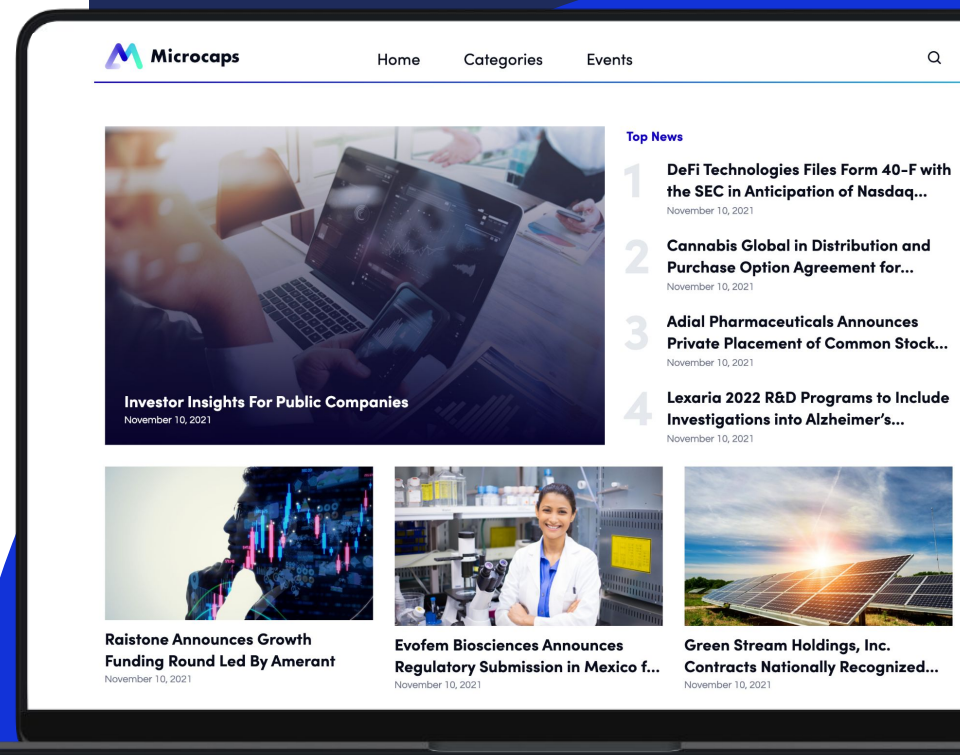 Microcaps
Home
Categories
Events
Investor Insights For Public Companies
November 10, 2021
Top News
1
DeFi Technologies Files Form 40-F with
the SEC in Anticipation of Nasdaq...
November 10, 2021
2
Cannabis Global in Distribution and
Purchase Option Agreement for...
November 10, 2021
3
Adial Pharmaceuticals Announces
Private Placement of Common Stock...
November 10, 2021
4
Lexaria 2022 R&D Programs to Include
Investigations into Alzheimer’s...
November 10, 2021
Raistone Announces Growth
Funding Round Led By Amerant
November 10, 2021
Evofem Biosciences Announces
Regulatory Submission in Mexico f...
November 10, 2021
Green Stream Holdings, Inc.
Contracts Nationally Recognized...
November 10, 2021